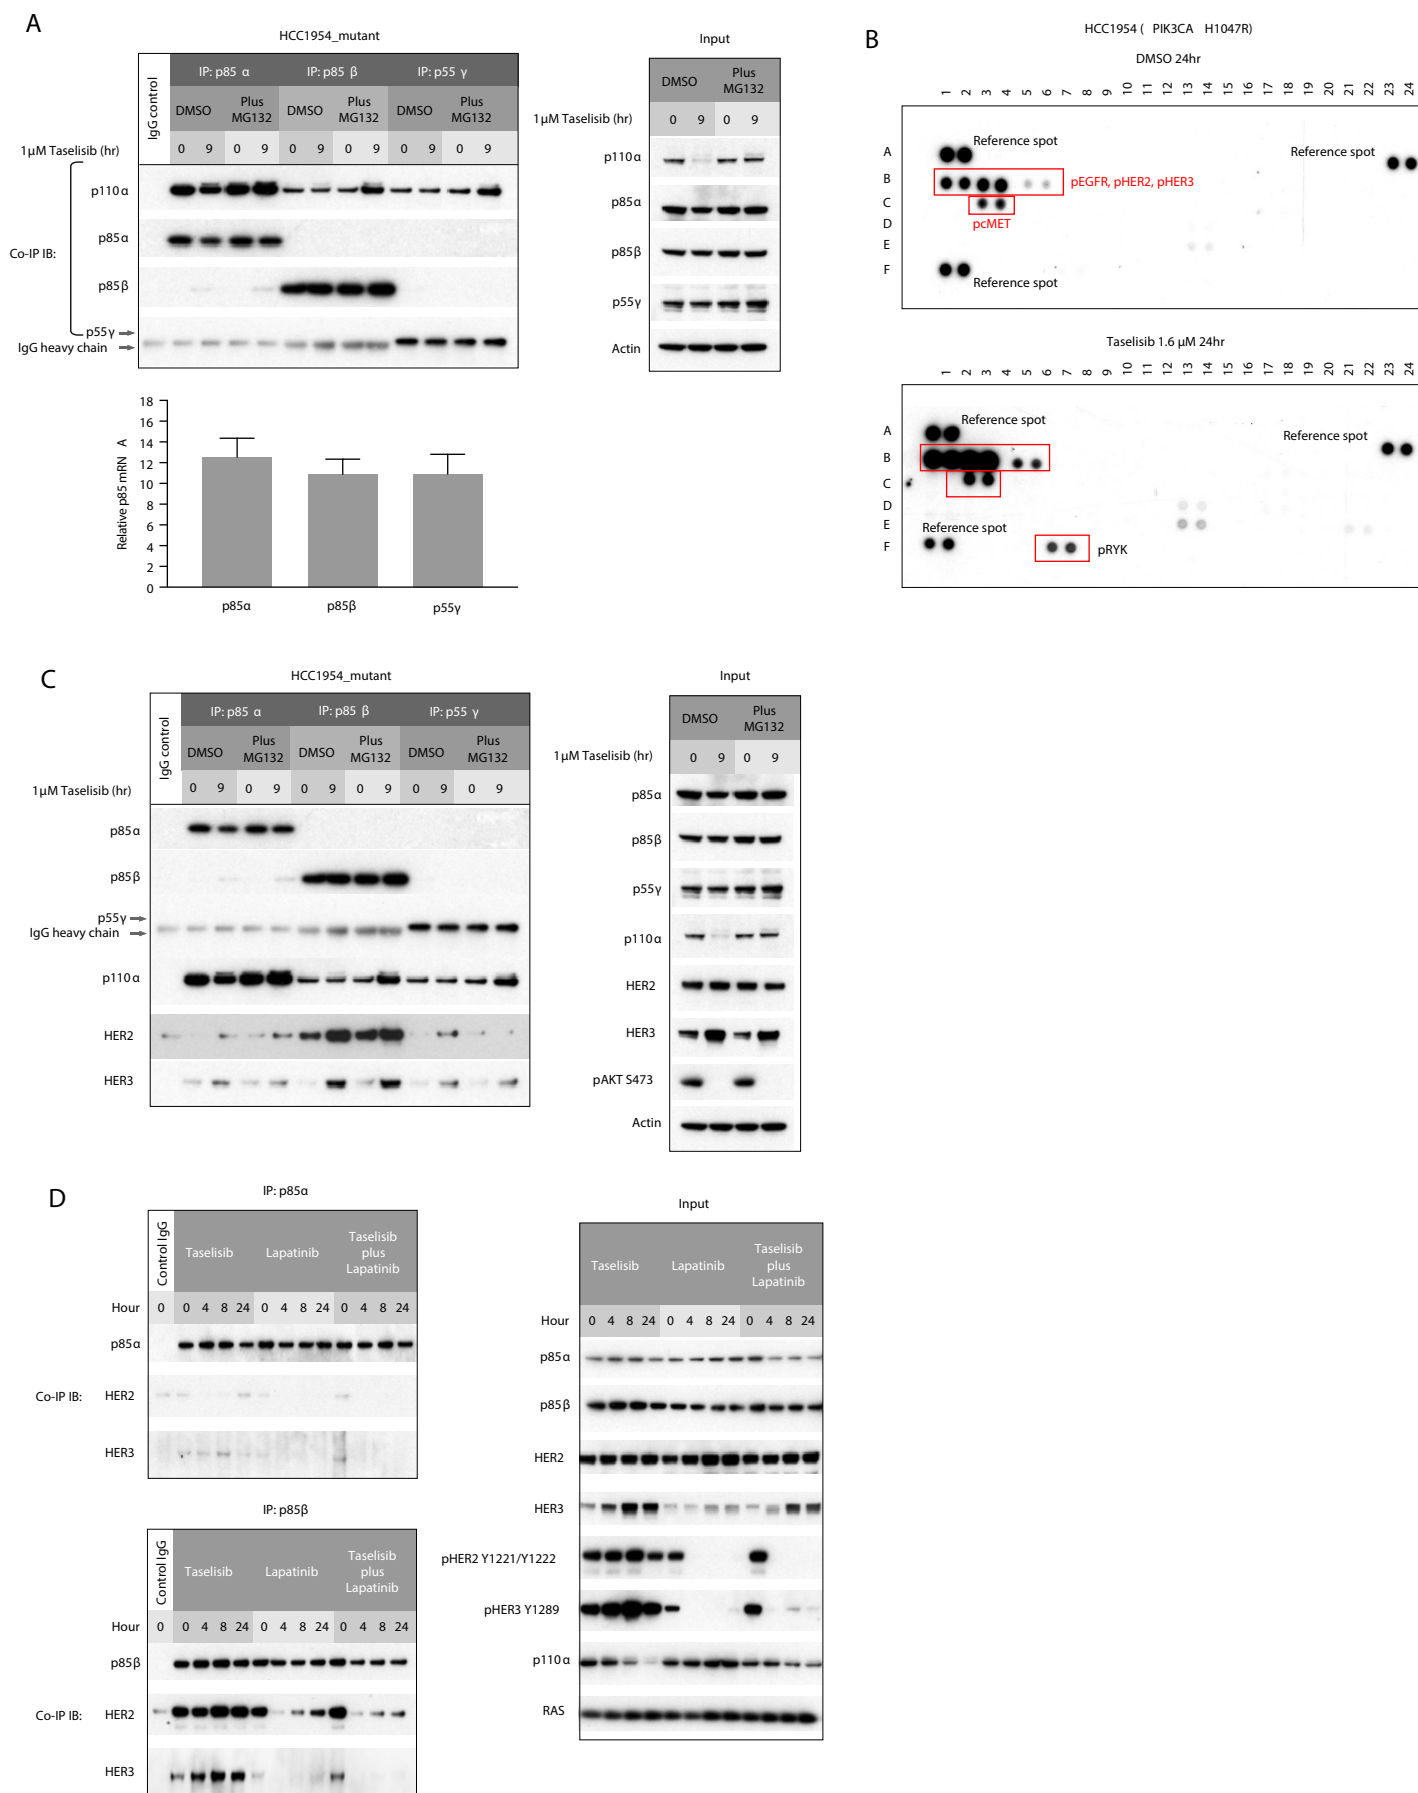 A
HCC1954_mutant
IgG control
IP: p85 α
IP: p85 β
IP: p55 γ
DMSO
Plus
MG132
DMSO
Plus
MG132
DMSO
Plus
MG132
1µM Taselisib (hr)
0 9 0 9 0 9 0 9 0 9 0 9
Co-IP IB:
p110α
p85α
p85β
p55γ
IgG heavy chain
Input
DMSO
Plus
MG132
1µM Taselisib (hr)
0 9 0 9
p110α
p85α
p85β
p55γ
Actin
Relative p85 mRN A
18
16
14
12
10
8
6
4
2
0
p85α p85β p55γ
B
HCC1954 ( PIK3CA H1047R)
DMSO 24hr
1 2 3 4 5 6 7 8 9 10 11 12 13 14 15 16 17 18 19 20 21 22 23 24
A
B
C
D
E
F
Reference spot
Reference spot
pEGFR, pHER2, pHER3
pcMET
Reference spot
Taselisib 1.6 µM 24hr
1 2 3 4 5 6 7 8 9 10 11 12 13 14 15 16 17 18 19 20 21 22 23 24
A
B
C
D
E
F
Reference spot
Reference spot
Reference spot
pRYK
C
HCC1954_mutant
IgG control
IP: p85 α
IP: p85 β
IP: p55 γ
DMSO
Plus
MG132
DMSO
Plus
MG132
DMSO
Plus
MG132
1µM Taselisib (hr)
0 9 0 9 0 9 0 9 0 9 0 9
p85α
p85β
p55γ
IgG heavy chain
p110α
HER2
HER3
Input
DMSO
Plus
MG132
1µM Taselisib (hr)
0 9 0 9
p85α
p85β
p55γ
p110α
HER2
HER3
pAKT S473
Actin
D
IP: p85α
Control IgG
Taselisib
Lapatinib
Taselisib
plus
Lapatinib
Hour
0 0 4 8 24 0 4 8 24 0 4 8 24
p85α
Co-IP IB:
HER2
HER3
IP: p85β
Control IgG
Taselisib
Lapatinib
Taselisib
plus
Lapatinib
Hour
0 0 4 8 24 0 4 8 24 0 4 8 24
p85β
Co-IP IB:
HER2
HER3
Input
Taselisib
Lapatinib
Taselisib
plus
Lapatinib
Hour
0 4 8 24 0 4 8 24 0 4 8 24
p85α
p85β
HER2
HER3
pHER2 Y1221/Y1222
pHER3 Y1289
p110α
RAS